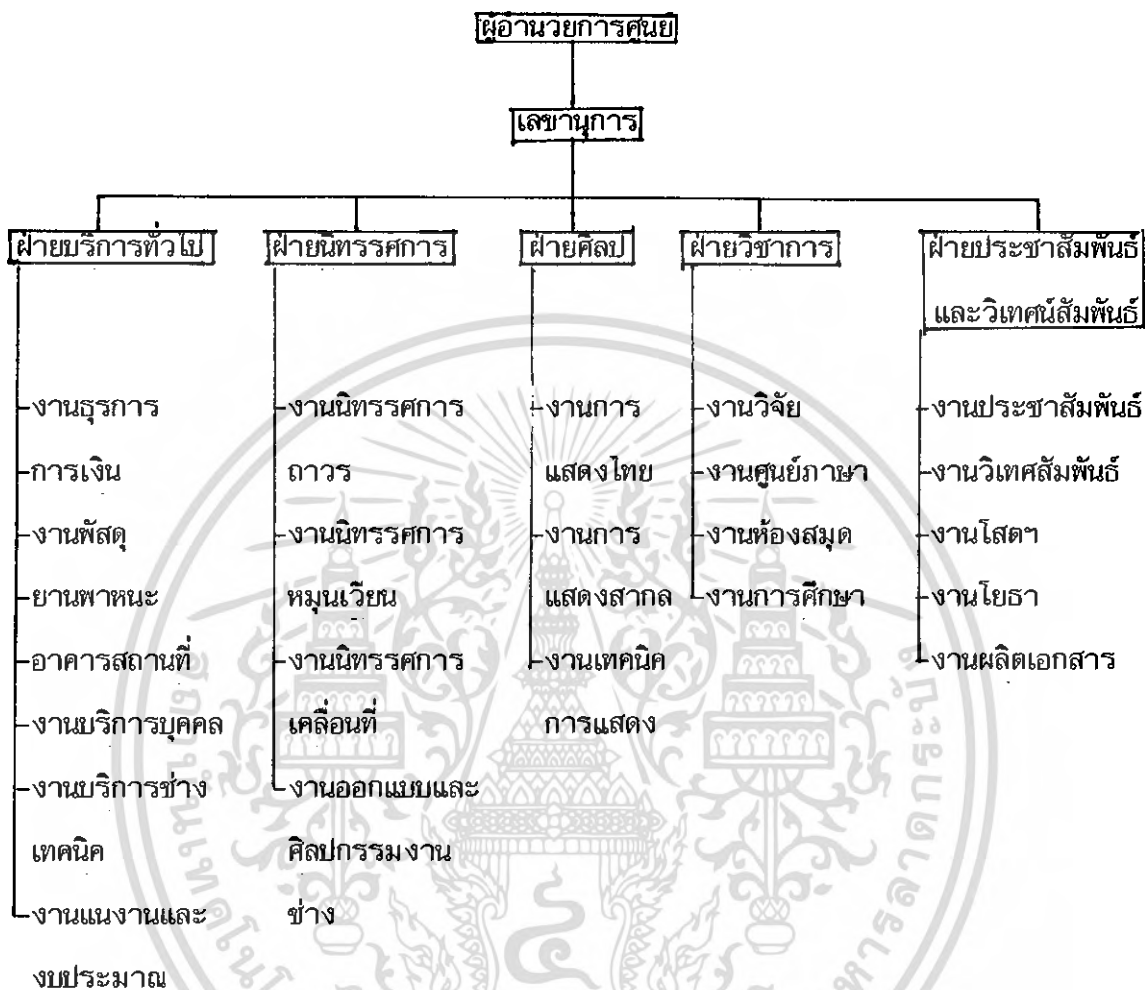 ผู้อำนวยการศูนย์
เลขานุการ
ฝ่ายบริการทั่วไป
งานธุรการ
การเงิน
งานพัสดุ
ยานพาหนะ
อาคารสถานที่
งานบริการบุคคล
งานบริการช่าง
เทคนิค
งานแนงานและ
งบประมาณ
ฝ่ายนิทรรศการ
งานนิทรรศการ
ถาวร
งานนิทรรศการ
หมุนเวียน
งานนิทรรศการ
เคลื่อนที่
งานออกแบบและ
ศิลปกรรมงาน
ช่าง
ฝ่ายศิลป
งานการ
แสดงไทย
งานการ
แสดงสากล
งานเทคนิค
การแสดง
ฝ่ายวิชาการ
งานวิจัย
งานศูนย์ภาษา
งานห้องสมุด
งานการศึกษา
ฝ่ายประชาสัมพันธ์
และวิเทศน์สัมพันธ์
งานประชาสัมพันธ์
งานวิเทศสัมพันธ์
งานโสตฯ
งานโยธา
งานผลิตเอกสาร